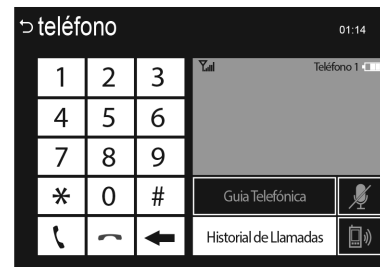 teléfono
01:14
1 2 3
Teléfono 1
4 5 6
7 8 9
* 0 #
Guia Telefónica
Historial de Llamadas